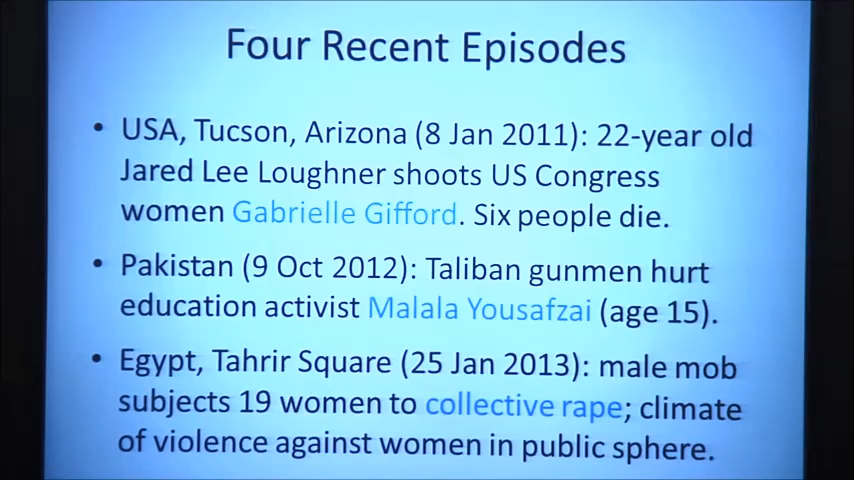 Four Recent Episodes
• USA, Tucson, Arizona (8 Jan 2011): 22-year old
Jared Lee Loughner shoots US Congress
women Gabrielle Gifford. Six people die.
• Pakistan (9 Oct 2012): Taliban gunmen hurt
education activist Malala Yousafzai (age 15).
• Egypt, Tahrir Square (25 Jan 2013): male mob
subjects 19 women to collective rape; climate
of violence against women in public sphere.